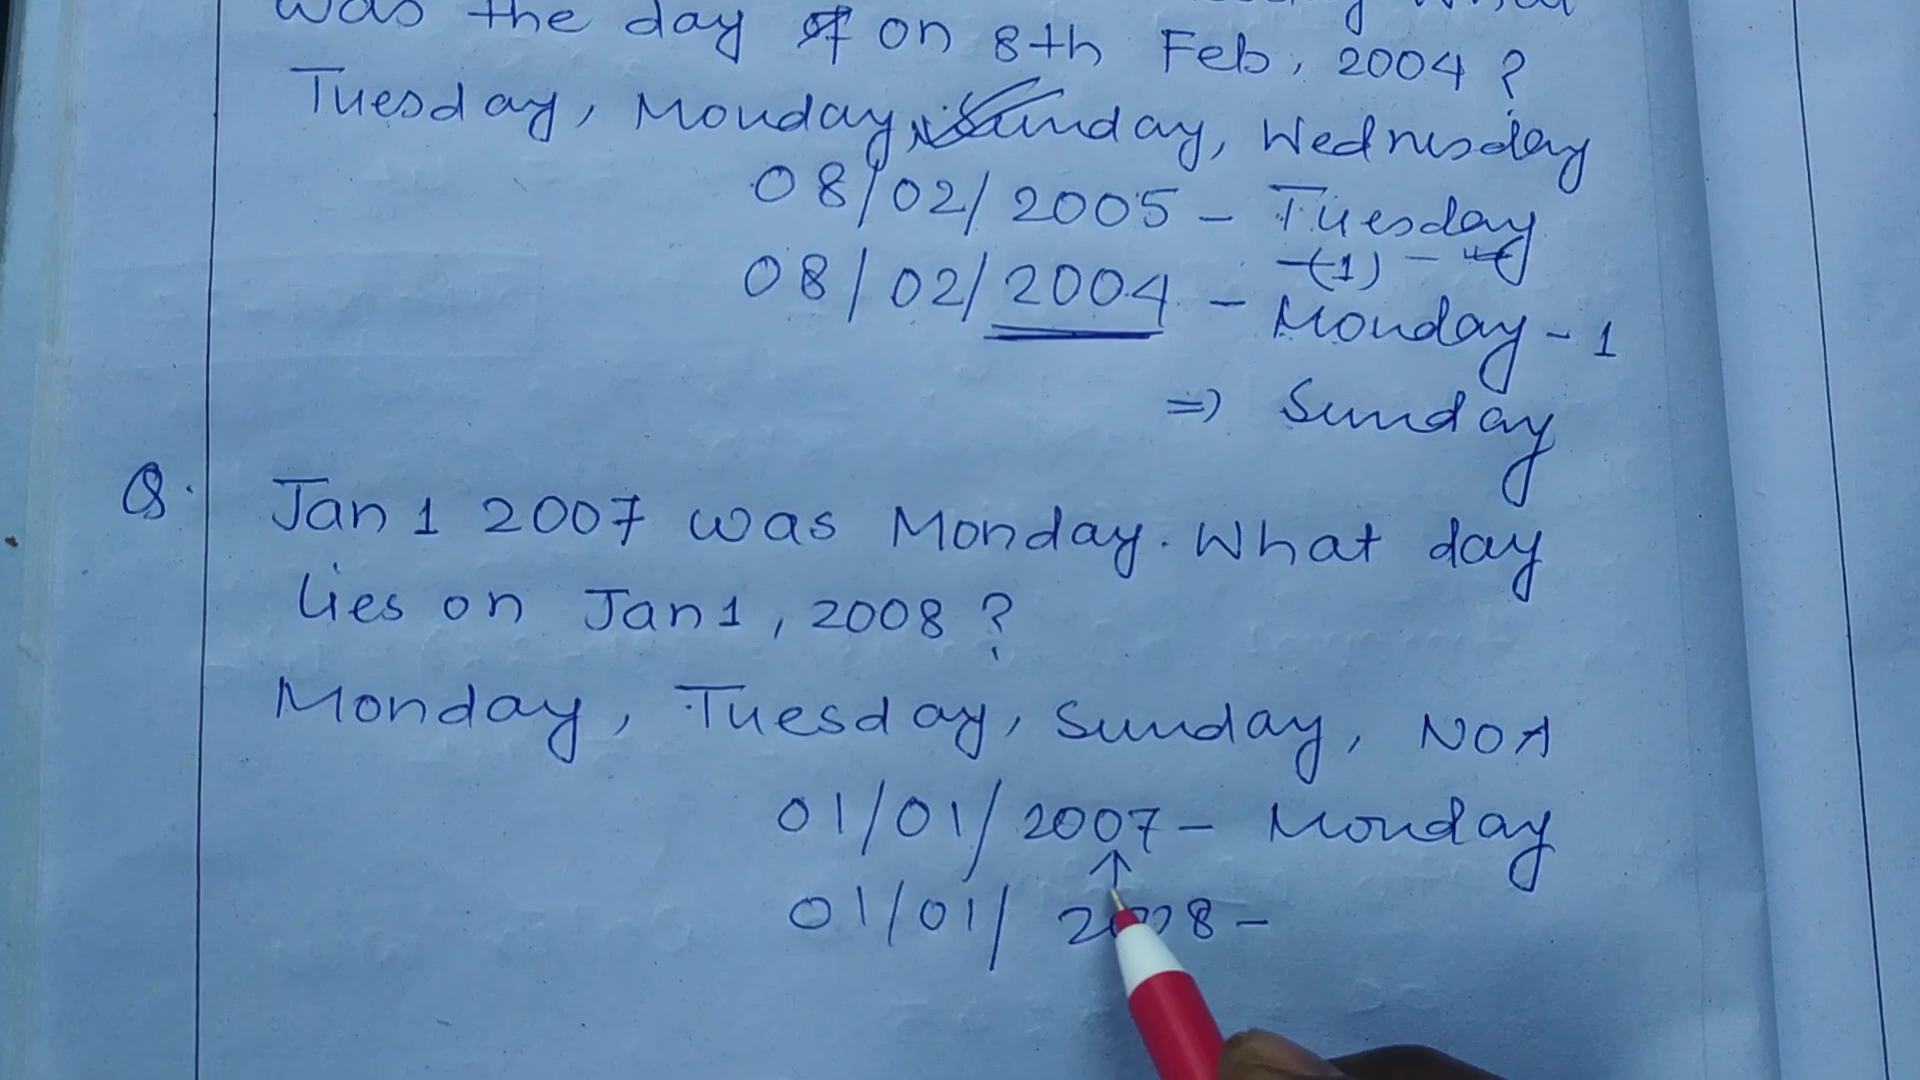 was the day of on 8th Feb, 2004 ?
Tuesday, Monday, Sunday, Wednesday
08/02/2005 - Tuesday
08/02/2004 - Monday - 1
-(1) -
=> Sunday
Q. Jan 1 2007 was Monday. What day
lies on Jan 1, 2008 ?
Monday, Tuesday, Sunday, NOA
01/01/2007 - Monday
01/01/2008 -